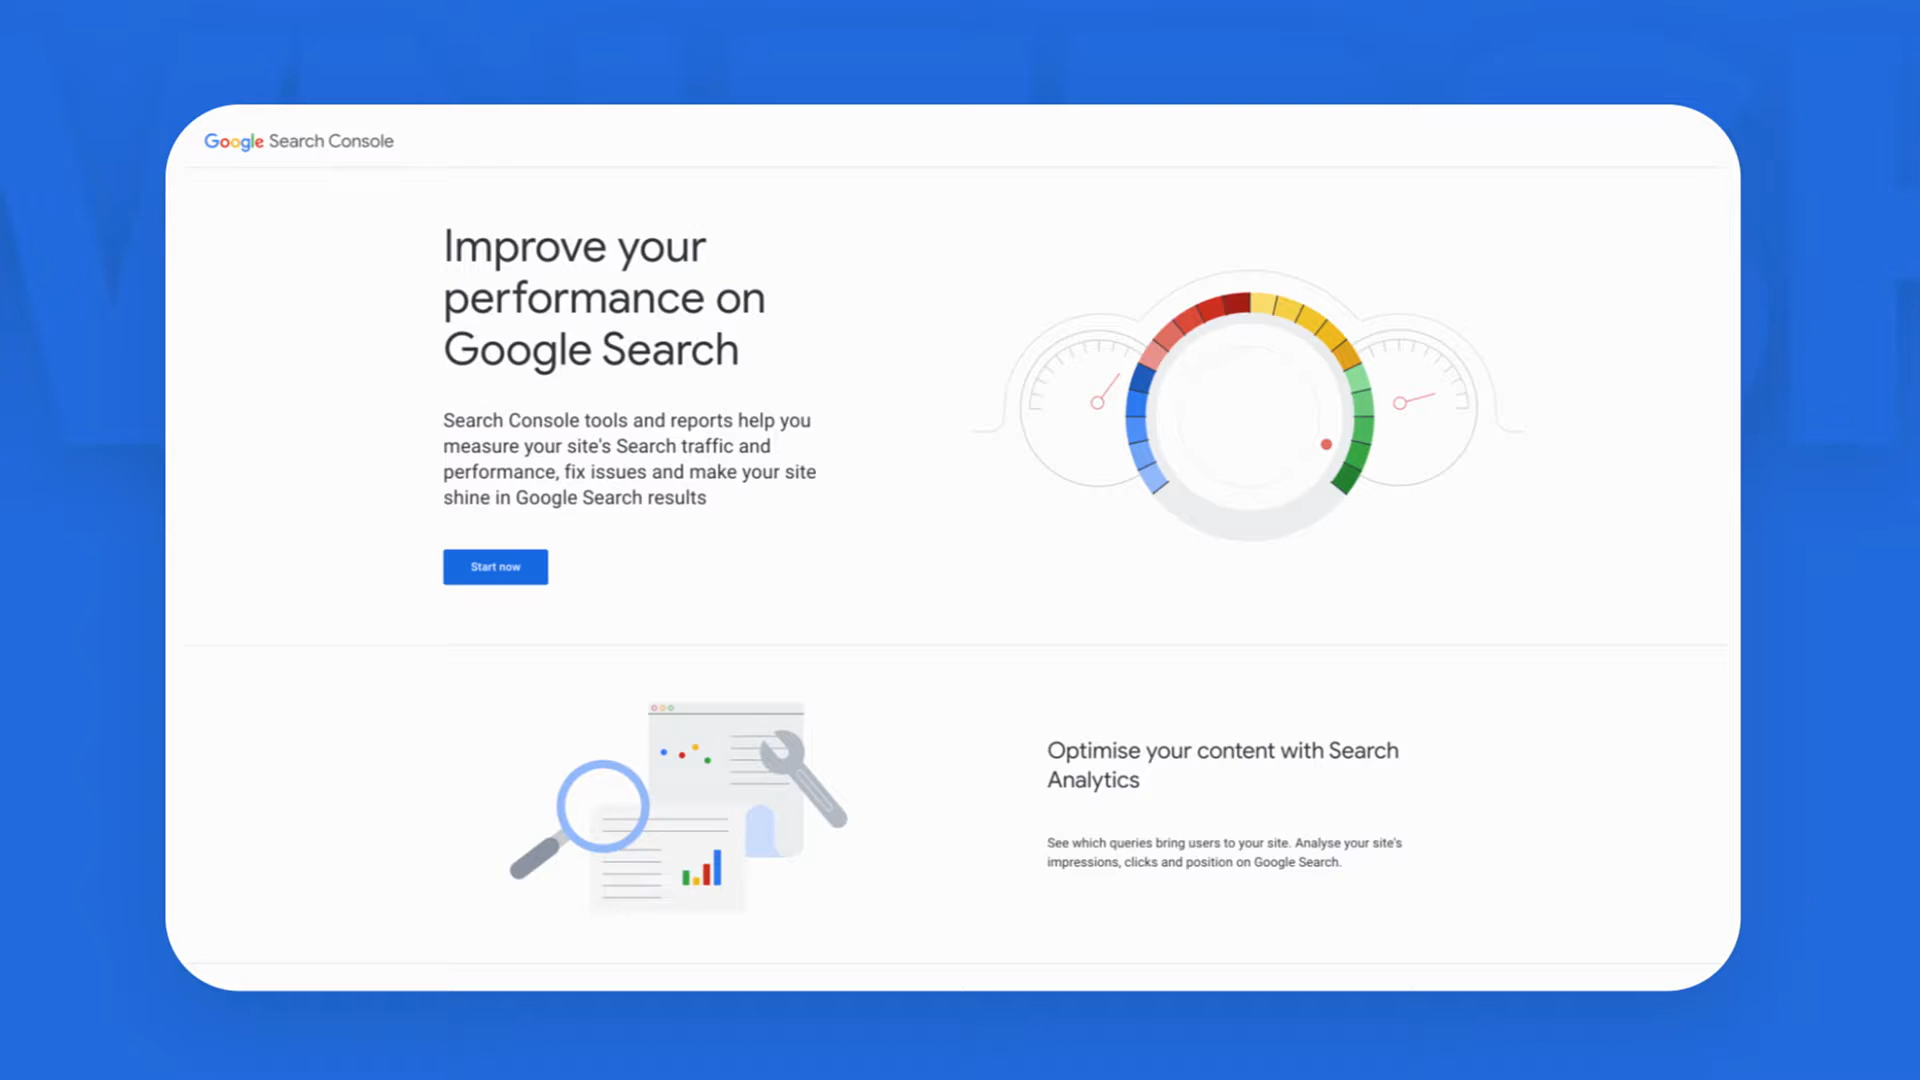 Google Search Console
Improve your
performance on
Google Search
Search Console tools and reports help you
measure your site's Search traffic and
performance, fix issues and make your site
shine in Google Search results
Start now
Optimise your content with Search
Analytics
See which queries bring users to your site. Analyse your site's
impressions, clicks and position on Google Search.